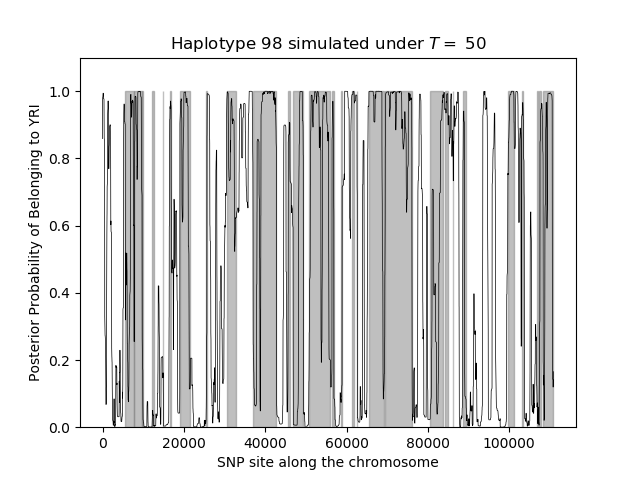 Haplotype 98 simulated under T = 50
Posterior Probability of Belonging to YRI
1.0
0.8
0.6
0.4
0.2
0.0
0 20000 40000 60000 80000 100000
SNP site along the chromosome